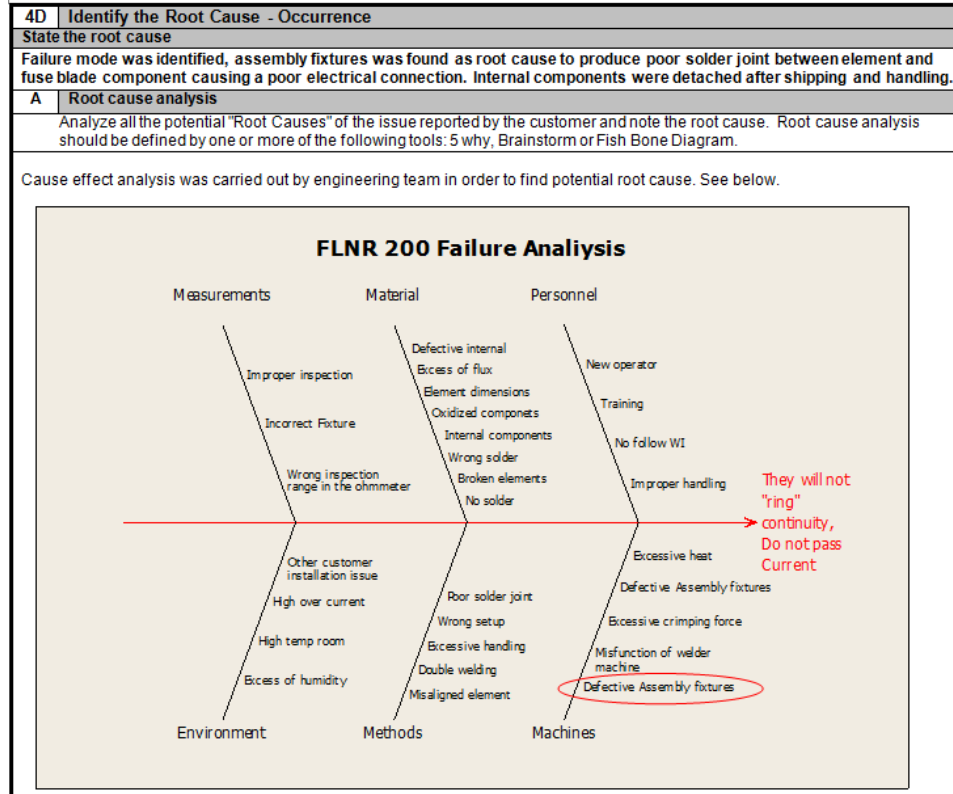 4D Identify the Root Cause - Occurrence
State the root cause
Failure mode was identified, assembly fixtures was found as root cause to produce poor solder joint between element and
fuse blade component causing a poor electrical connection. Internal components were detached after shipping and handling.
A Root cause analysis
Analyze all the potential "Root Causes" of the issue reported by the customer and note the root cause. Root cause analysis
should be defined by one or more of the following tools: 5 why, Brainstorm or Fish Bone Diagram.
Cause effect analysis was carried out by engineering team in order to find potential root cause. See below.
FLNR 200 Failure Analiysis
Measurements
Material
Personnel
Improper inspection
Incorrect Fixture
Wrong inspection
range in the ohmmeter
Defective internal
Excess of flux
Element dimensions
Oxidized componets
Internal components
Wrong solder
Broken elements
No solder
New operator
Training
No follow WI
Improper handling
They will not
"ring"
continuity,
Do not pass
Current
Other customer
installation issue
High over current
High temp room
Excess of humidity
Poor solder joint
Wrong setup
Excessive handling
Double welding
Misaligned element
Excessive heat
Defective Assembly fixtures
Excessive crimping force
Misfunction of welder
machine
Defective Assembly fixtures
Environment
Methods
Machines